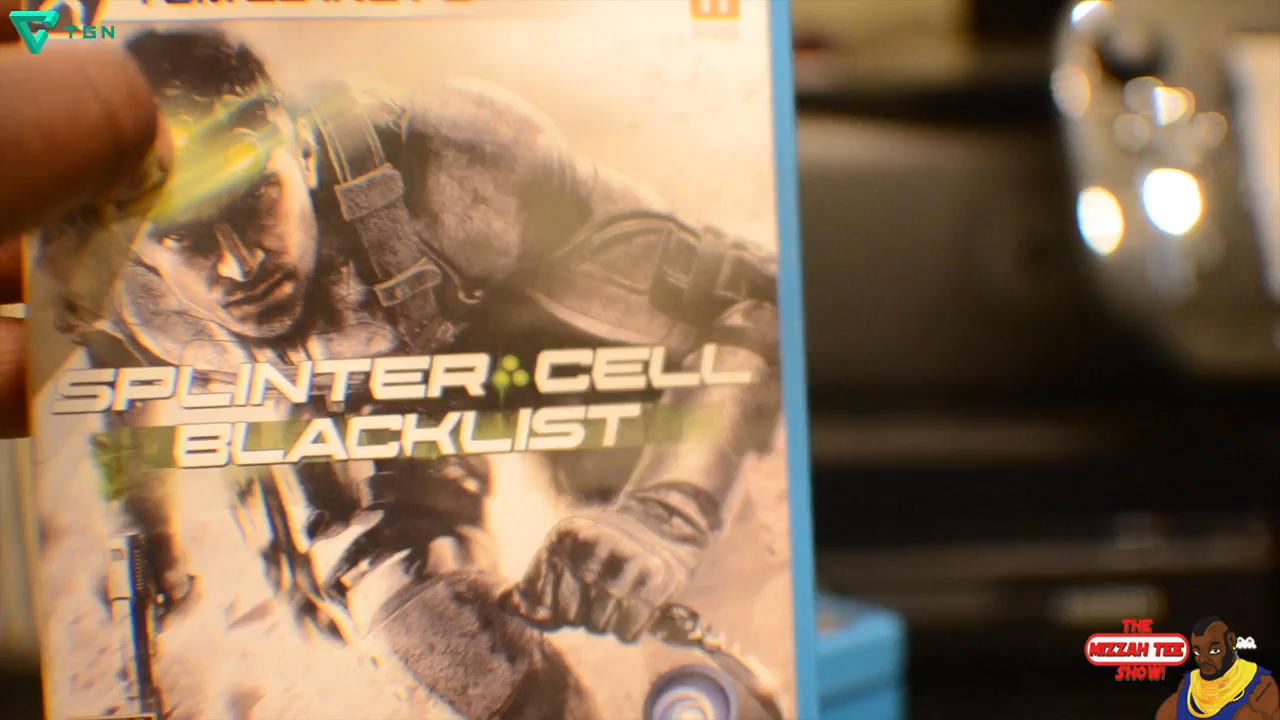 TGN
SPLINTER CELL
BLACKLIST
THE
MIZZAH TEE
SHOW!